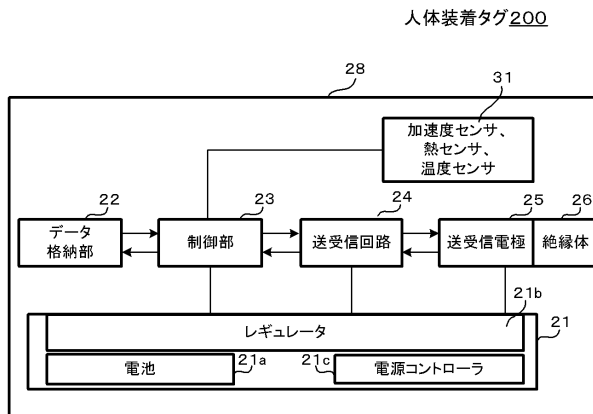 人体装着タグ200
28
31
加速度センサ、
熱センサ、
温度センサ
22
23
24
25
26
データ
格納部
制御部
送受信回路
送受信電極
絶縁体
21b
21
レギュレータ
21a
21c
電池
電源コントローラ